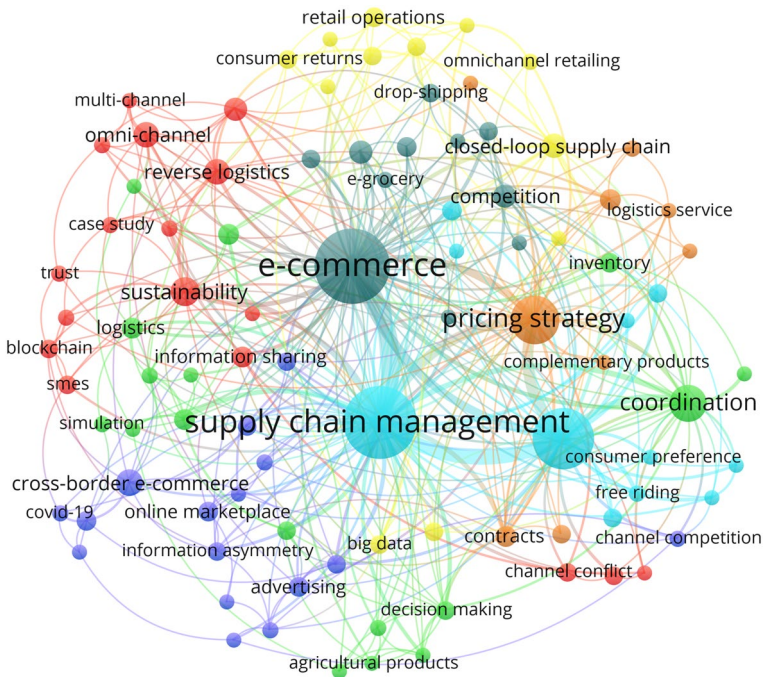 retail operations
consumer returns
omnichannel retailing
drop-shipping
multi-channel
omni-channel
closed-loop supply chain
reverse logistics
e-grocery
competition
logistics service
case study
e-commerce
inventory
trust
sustainability
pricing strategy
logistics
blockchain
information sharing
complementary products
smes
coordination
simulation
supply chain management
consumer preference
cross-border e-commerce
free riding
covid-19
online marketplace
contracts
channel competition
information asymmetry
big data
channel conflict
advertising
decision making
agricultural products